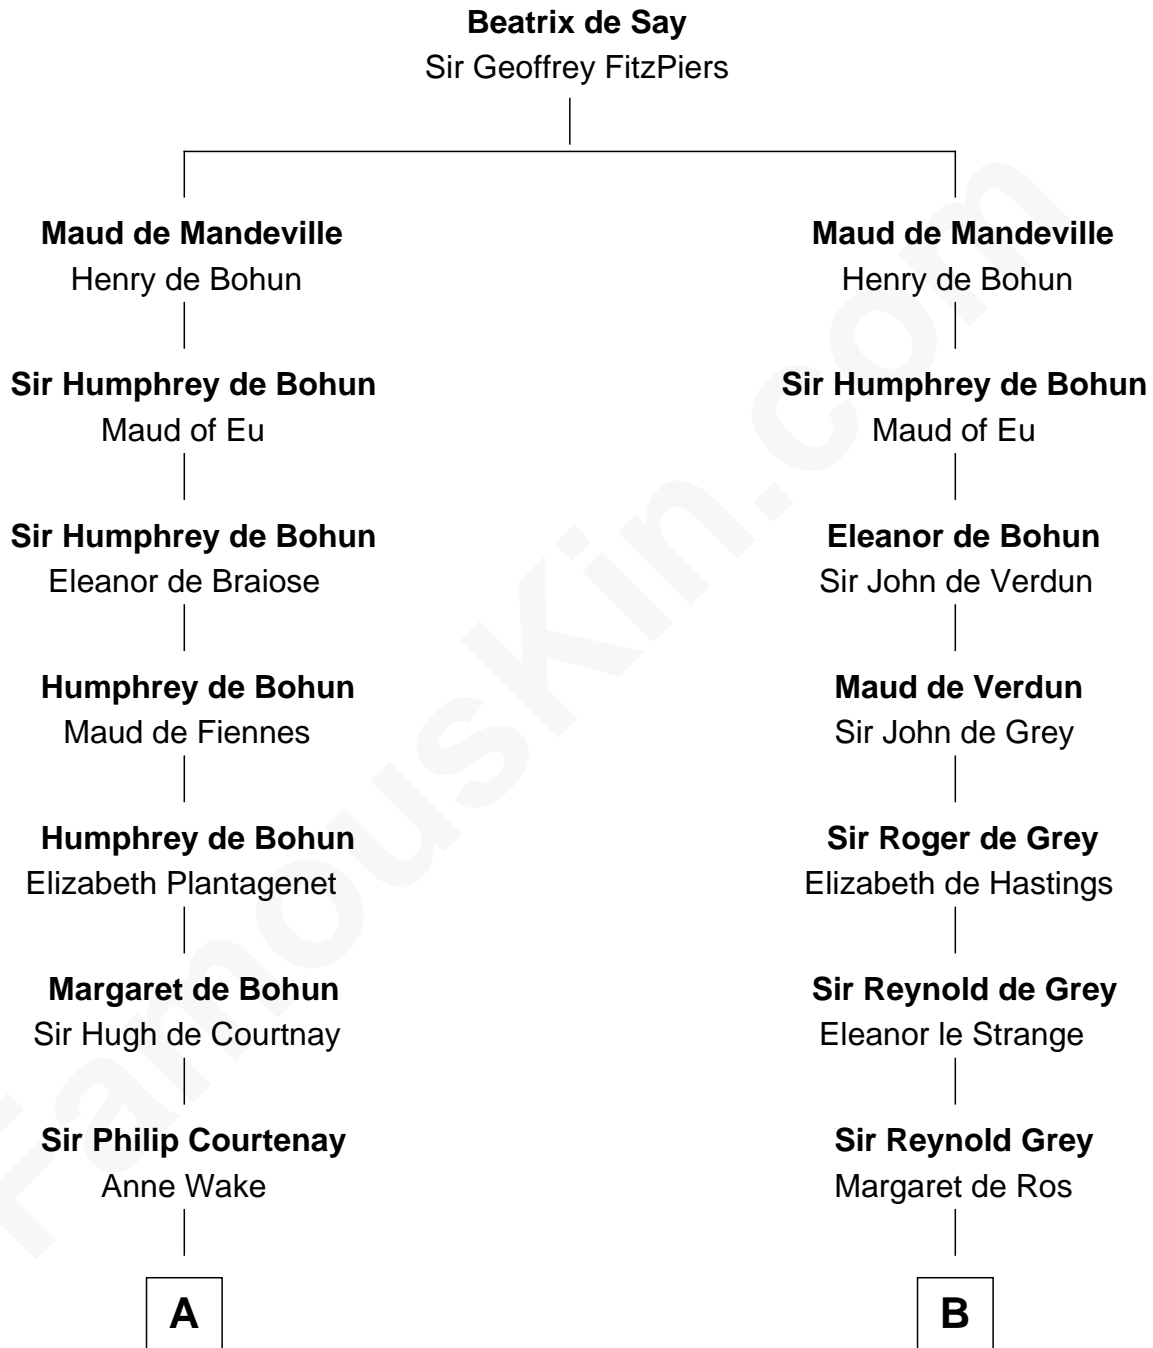 Beatrix de Say
Sir Geoffrey FitzPiers
Maud de Mandeville
Henry de Bohun
Sir Humphrey de Bohun
Maud of Eu
Sir Humphrey de Bohun
Eleanor de Braiose
Humphrey de Bohun
Maud de Fiennes
Humphrey de Bohun
Elizabeth Plantagenet
Margaret de Bohun
Sir Hugh de Courtnay
Sir Philip Courtenay
Anne Wake
A
Maud de Mandeville
Henry de Bohun
Sir Humphrey de Bohun
Maud of Eu
Eleanor de Bohun
Sir John de Verdun
Maud de Verdun
Sir John de Grey
Sir Roger de Grey
Elizabeth de Hastings
Sir Reynold de Grey
Eleanor le Strange
Sir Reynold Grey
Margaret de Ros
B
FamousKin.com